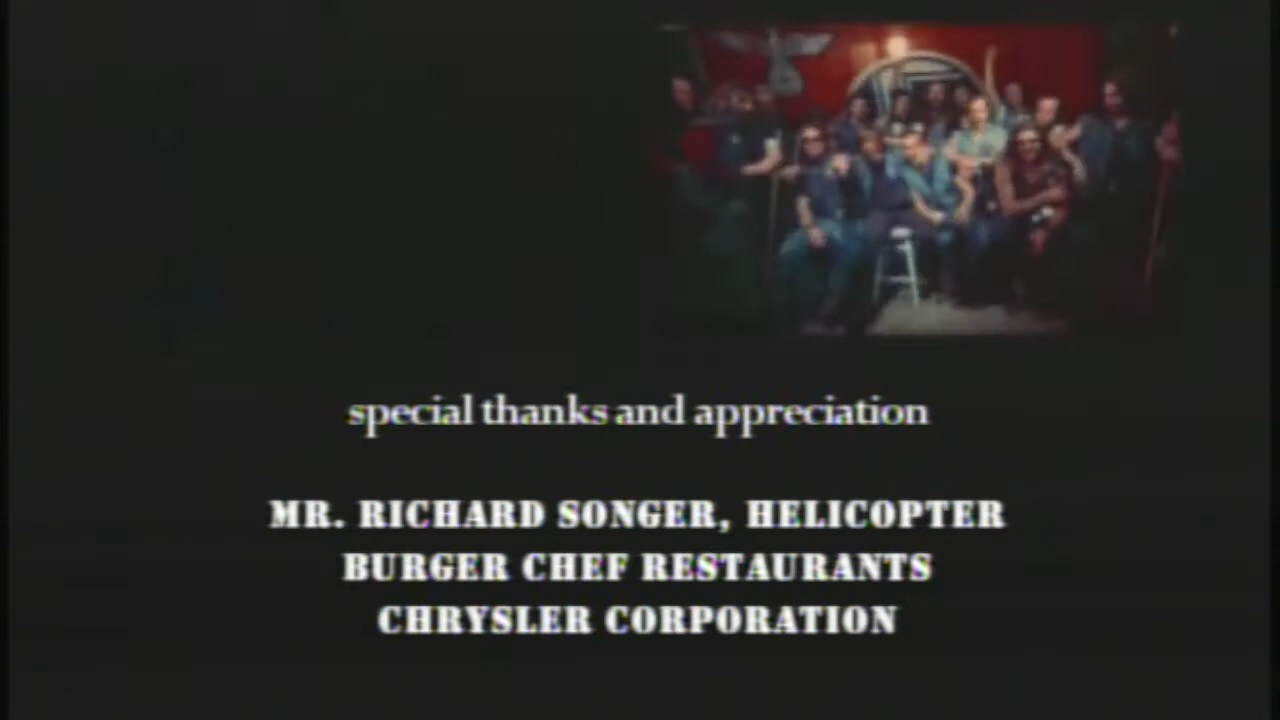 special thanks and appreciation
MR. RICHARD SONGER, HELICOPTER
BURGER CHEF RESTAURANTS
CHRYSLER CORPORATION